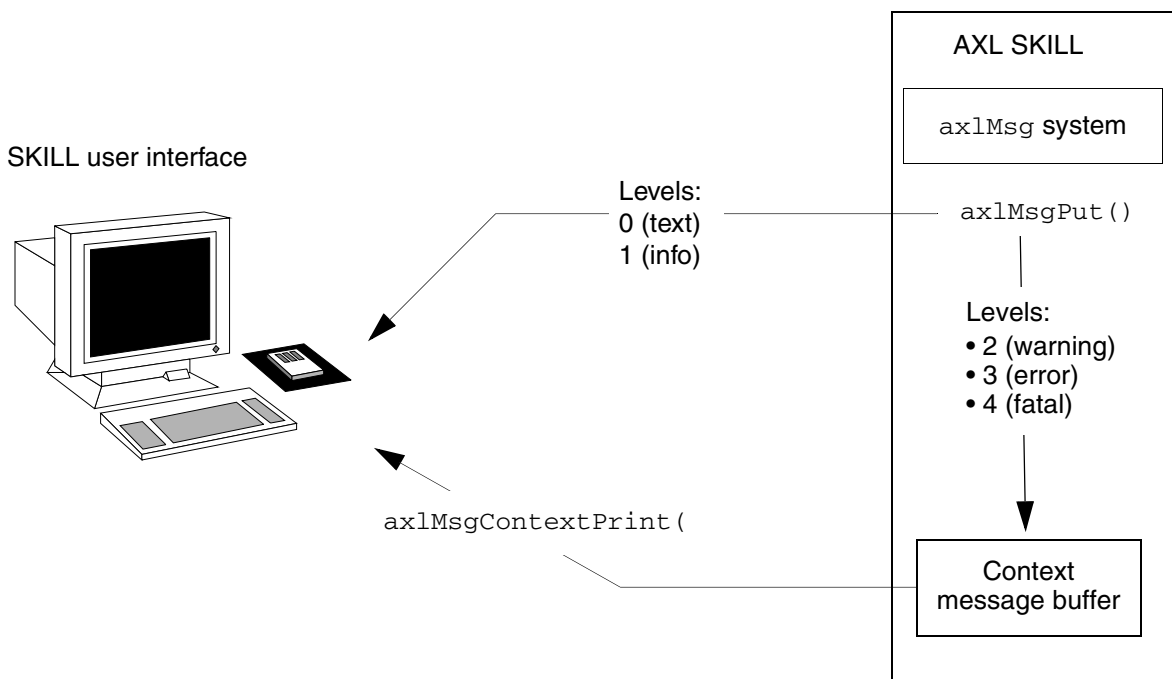 AXL SKILL
axlMsg system
SKILL user interface
Levels:
0 (text)
1 (info)
axlMsgPut()
Levels:
• 2 (warning)
• 3 (error)
• 4 (fatal)
axlMsgContextPrint(
Context
message buffer